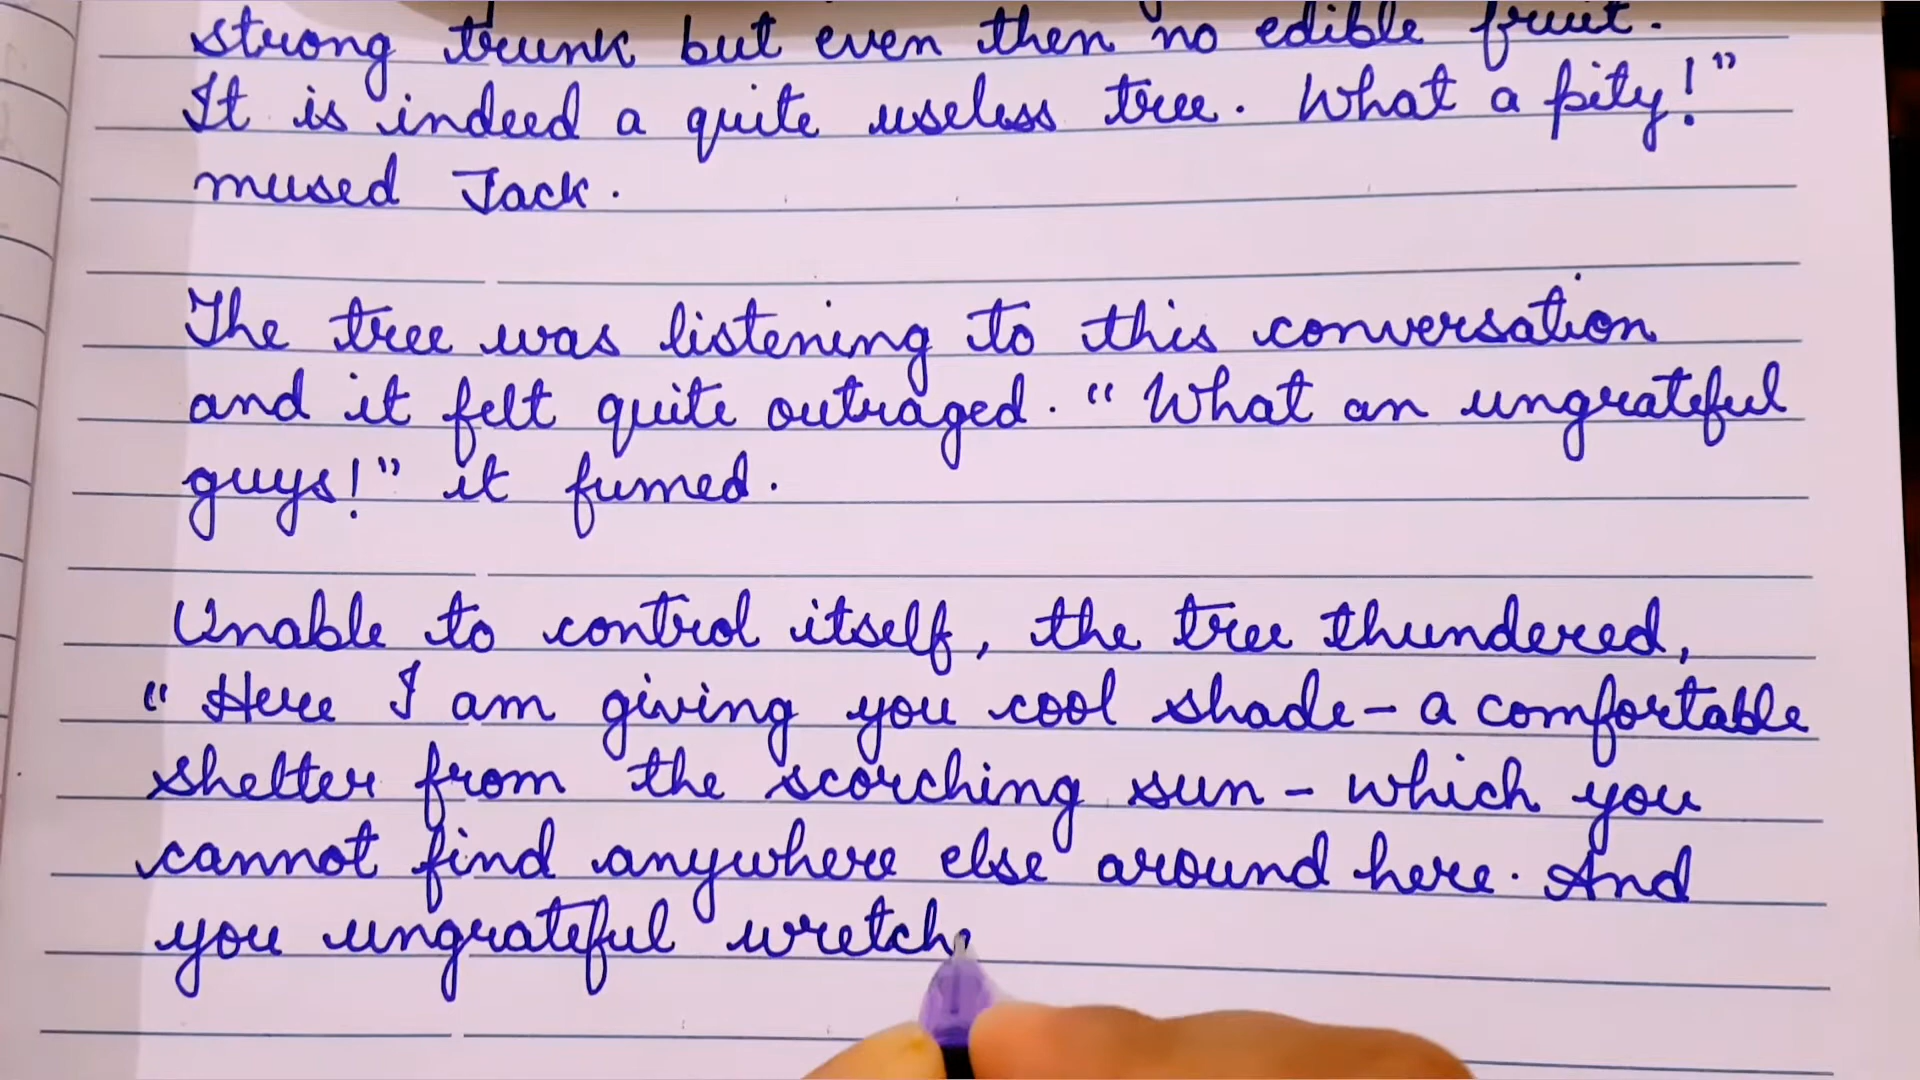 strong trunk but even then no edible fruit.
It is indeed a quite useless tree. What a pity!"
mused Jack.
The tree was listening to this conversation
and it felt quite outraged. "What an ungrateful
guys!" it fumed.
Unable to control itself, the tree thundered,
"Here I am giving you cool shade - a comfortable
shelter from the scorching sun - which you
cannot find anywhere else around here. And
you ungrateful wretch